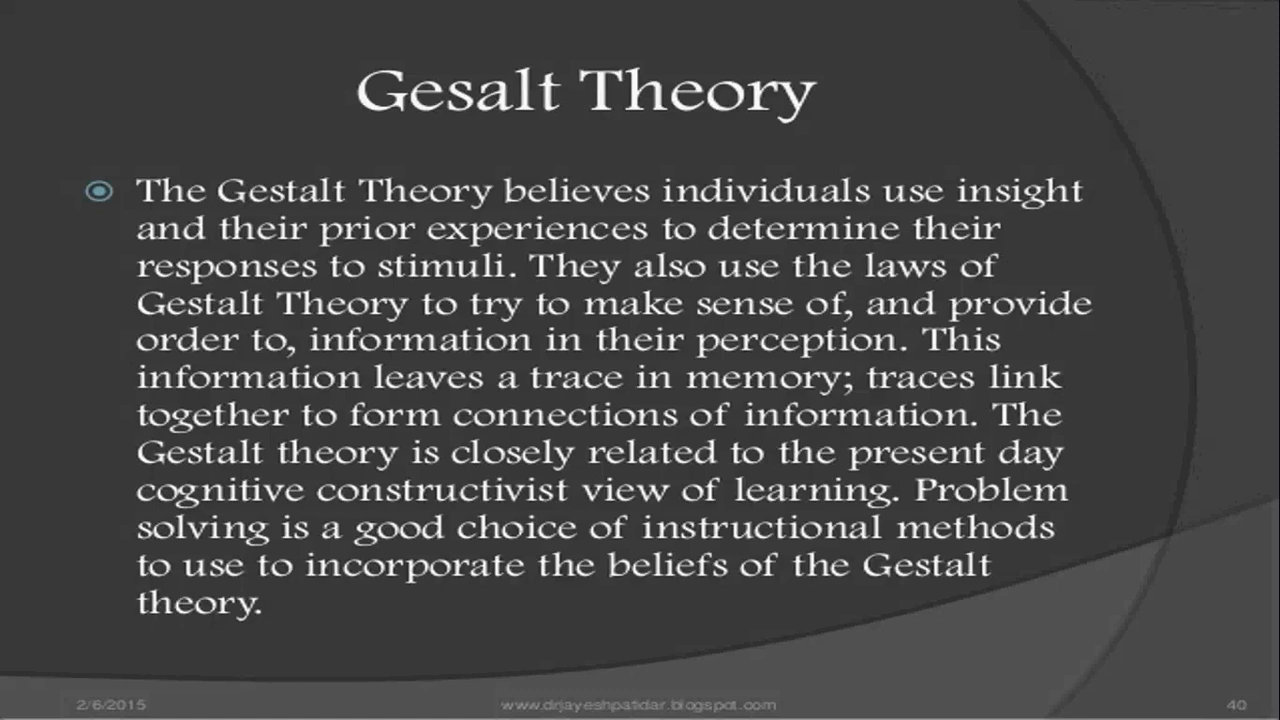 Gesalt Theory
The Gestalt Theory believes individuals use insight
and their prior experiences to determine their
responses to stimuli. They also use the laws of
Gestalt Theory to try to make sense of, and provide
order to, information in their perception. This
information leaves a trace in memory; traces link
together to form connections of information. The
Gestalt theory is closely related to the present day
cognitive constructivist view of learning. Problem
solving is a good choice of instructional methods
to use to incorporate the beliefs of the Gestalt
theory.
2/6/2015 www.drjayeshpatidar.blogspot.com 40